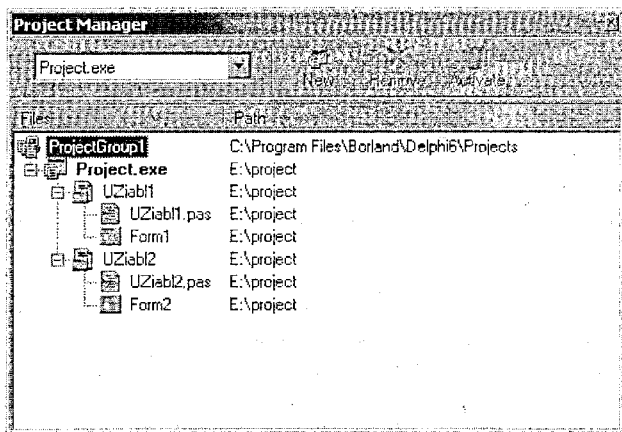 Project Manager
Project.exe
New Remove Activate
Files Path
ProjectGroup1 C:\Program Files\Borland\Delphi6\Projects
Project.exe E:\project
UZiabl1 E:\project
UZiabl1.pas E:\project
Form1 E:\project
UZiabl2 E:\project
UZiabl2.pas E:\project
Form2 E:\project